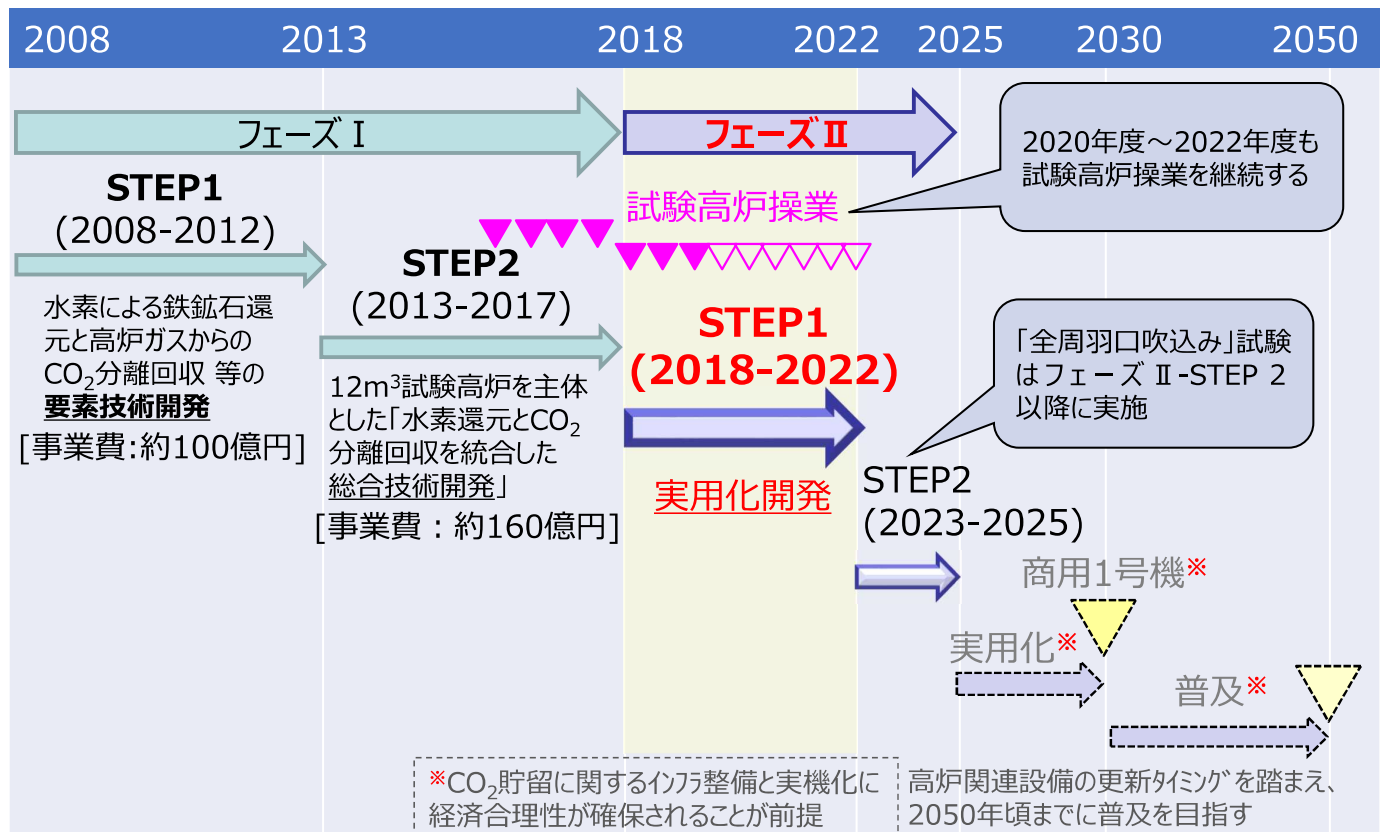 2008 2013 2018 2022 2025 2030 2050
フェーズⅠ
フェーズⅡ
2020年度～2022年度も
試験高炉操業を継続する
STEP1
(2008-2012)
試験高炉操業
STEP2
(2013-2017)
水素による鉄鉱石還
元と高炉ガスからの
CO₂分離回収 等の
要素技術開発
[事業費:約100億円]
12m³試験高炉を主体
とした「水素還元とCO₂
分離回収を統合した
総合技術開発」
[事業費：約160億円]
STEP1
(2018-2022)
実用化開発
「全周羽口吹込み」試験
はフェーズ Ⅱ-STEP 2
以降に実施
STEP2
(2023-2025)
商用1号機※
実用化※
普及※
※CO₂貯留に関するｲﾝﾌﾗ整備と実機化に
経済合理性が確保されることが前提
高炉関連設備の更新ﾀｲﾐﾝｸﾞを踏まえ、
2050年頃までに普及を目指す